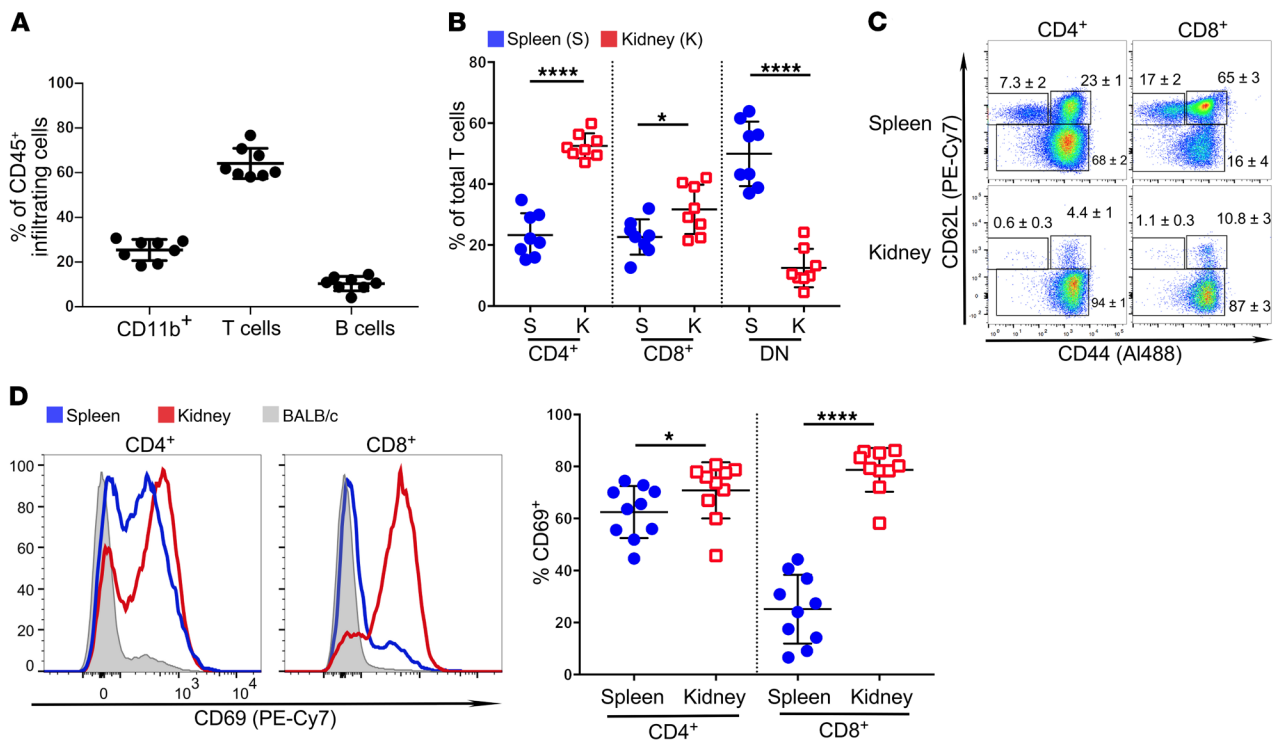 A
% of CD45+
infiltrating cells
100
80
60
40
20
0
CD11b+
T cells
B cells
B
Spleen (S)
Kidney (K)
% of total T cells
80
60
40
20
0
****
*
****
S
K
S
K
S
K
CD4+
CD8+
DN
C
CD4+
CD8+
Spleen
Kidney
CD62L (PE-Cy7)
7.3 ± 2
23 ± 1
68 ± 2
17 ± 2
65 ± 3
16 ± 4
0.6 ± 0.3
4.4 ± 1
94 ± 1
1.1 ± 0.3
10.8 ± 3
87 ± 3
CD44 (Al488)
D
Spleen
Kidney
BALB/c
CD4+
CD8+
100
80
60
40
20
0
0
103
104
CD69 (PE-Cy7)
% CD69+
100
80
60
40
20
0
*
****
Spleen
Kidney
Spleen
Kidney
CD4+
CD8+